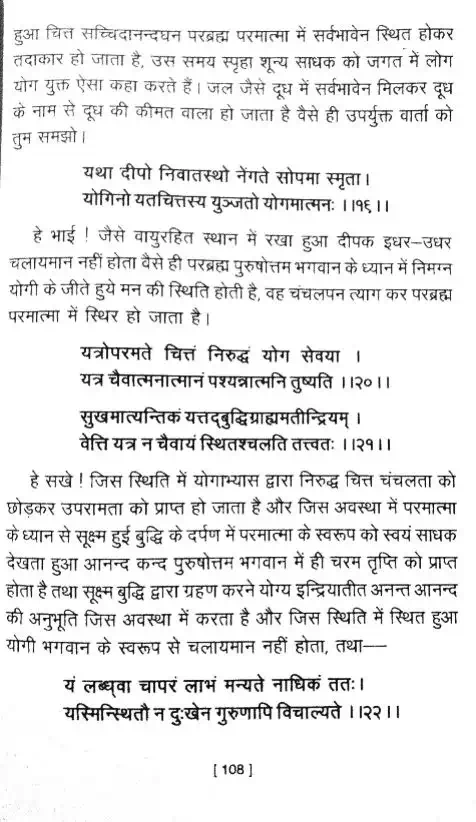 हुआ चित्त सच्चिदानन्दघन परब्रह्म परमात्मा में सर्वभावेन स्थित होकर
तदाकार हो जाता है, उस समय स्पृहा शून्य साधक को जगत में लोग
योग युक्त ऐसा कहा करते हैं। जल जैसे दूध में सर्वभावेन मिलकर दूध
के नाम से दूध की कीमत वाला हो जाता है वैसे ही उपर्युक्त वार्ता को
तुम समझो।
यथा दीपो निवातस्थो नेंगते सोपमा स्मृता।
योगिनो यतचित्तस्य युञ्जतो योगमात्मनः ।।१६।।
हे भाई ! जैसे वायुरहित स्थान में रखा हुआ दीपक इधर–उधर
चलायमान नहीं होता वैसे ही परब्रह्म पुरुषोत्तम भगवान के ध्यान में निमग्न
योगी के जीते हुये मन की स्थिति होती है, वह चंचलपन त्याग कर परब्रह्म
परमात्मा में स्थिर हो जाता है।
यत्रोपरमते चित्तं निरुद्धं योग सेवया ।
यत्र चैवात्मनात्मानं पश्यन्नात्मनि तुष्यति ।।२०।।
सुखमात्यन्तिकं यत्तद्बुद्धिग्राह्यमतीन्द्रियम् ।
वेत्ति यत्र न चैवायं स्थितश्चलति तत्त्वतः ।।२१।।
हे सखे ! जिस स्थिति में योगाभ्यास द्वारा निरुद्ध चित्त चंचलता को
छोड़कर उपरामता को प्राप्त हो जाता है और जिस अवस्था में परमात्मा
के ध्यान से सूक्ष्म हुई बुद्धि के दर्पण में परमात्मा के स्वरूप को स्वयं साधक
देखता हुआ आनन्द कन्द पुरुषोत्तम भगवान में ही चरम तृप्ति को प्राप्त
होता है तथा सूक्ष्म बुद्धि द्वारा ग्रहण करने योग्य इन्द्रियातीत अनन्त आनन्द
की अनुभूति जिस अवस्था में करता है और जिस स्थिति में स्थित हुआ
योगी भगवान के स्वरूप से चलायमान नहीं होता, तथा—
यं लब्ध्वा चापरं लाभं मन्यते नाधिकं ततः।
यस्मिन्स्थितौ न दुःखेन गुरुणापि विचाल्यते ।।२२।।
[ 108 ]